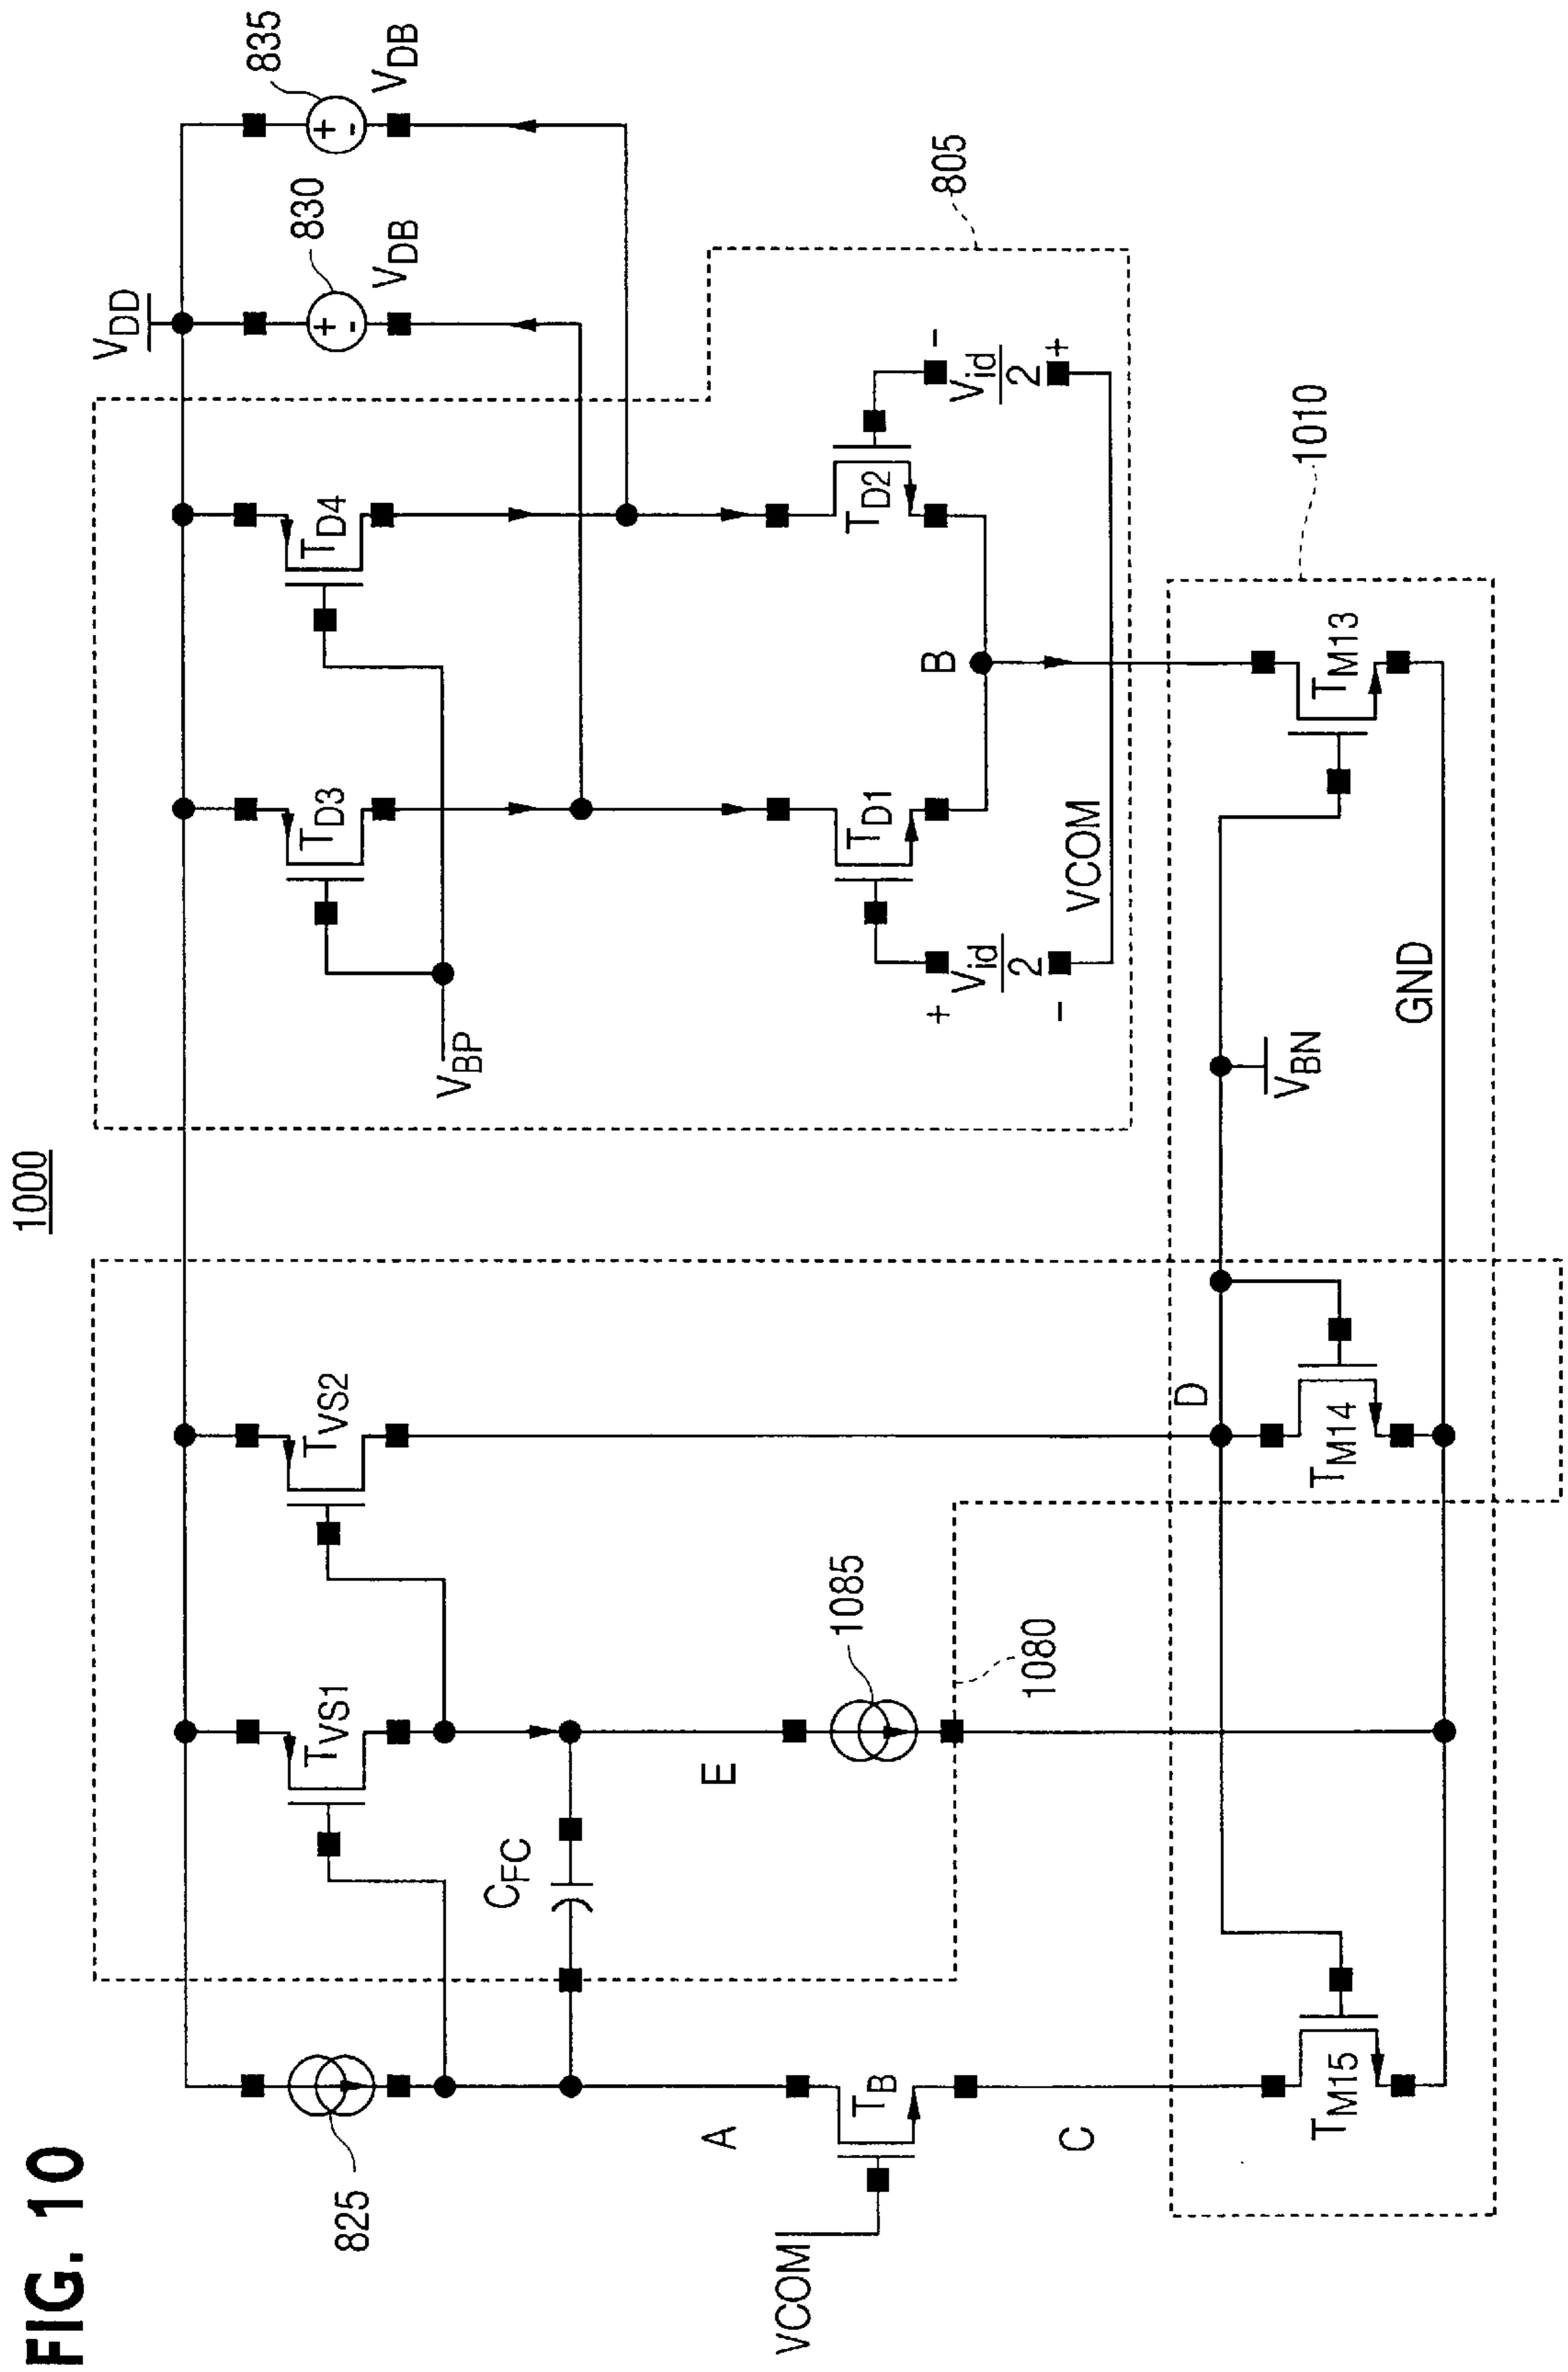 FIG. 10
1000
825
VCOM
A
T_B
C
T_M15
T_VS1
C_FC
E
1085
1080
T_VS2
D
T_M14
V_BN
GND
1010
T_M13
V_BP
T_D3
T_D4
T_D1
T_D2
B
+ V_id/2 -
- V_id/2 +
VCOM
805
V_DD
+ -
830
V_DB
+ -
835
V_DB